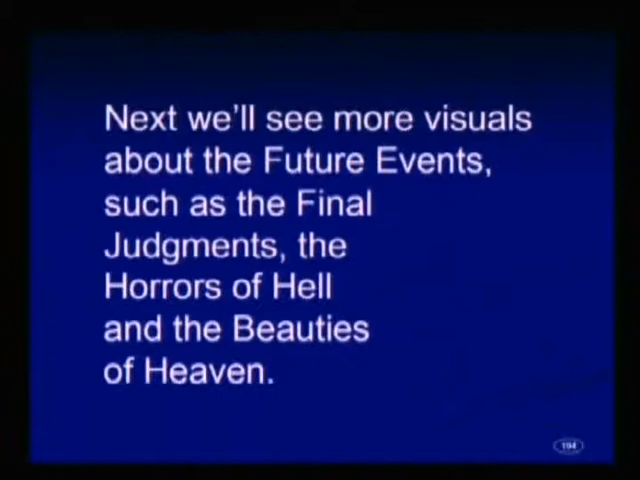 Next we'll see more visuals
about the Future Events,
such as the Final
Judgments, the
Horrors of Hell
and the Beauties
of Heaven.
194